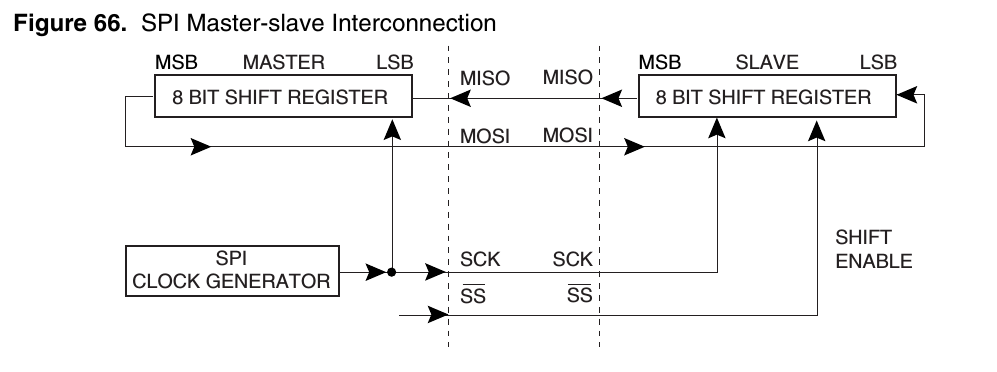 Figure 66. SPI Master-slave Interconnection
MSB MASTER LSB
8 BIT SHIFT REGISTER
MISO MISO
MSB SLAVE LSB
8 BIT SHIFT REGISTER
MOSI MOSI
SHIFT
ENABLE
SPI
CLOCK GENERATOR
SCK SCK
SS SS